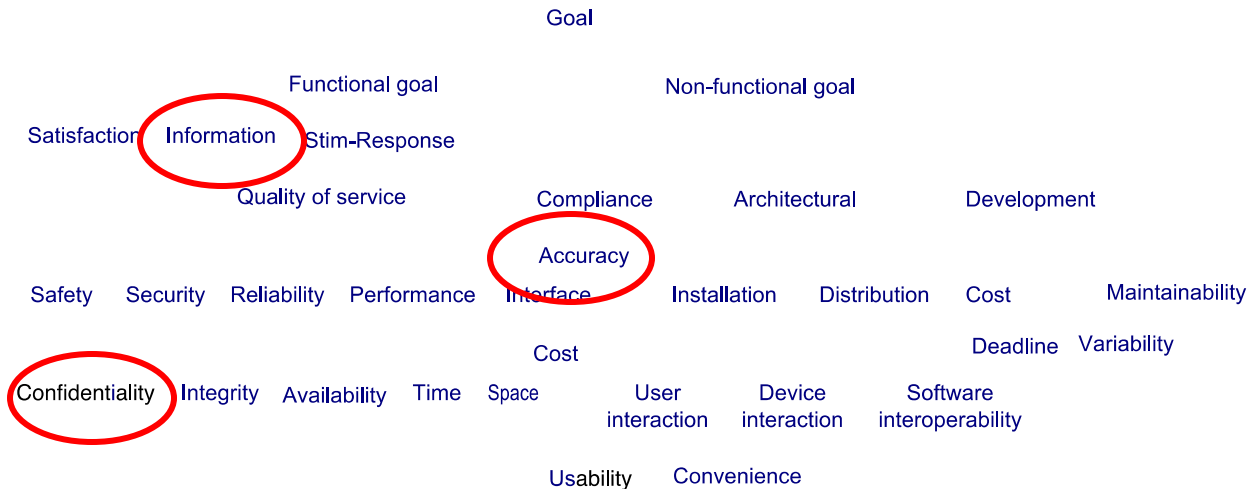 Goal
Functional goal Non-functional goal
Satisfaction Information Stim-Response
Quality of service Compliance Architectural Development
Accuracy
Safety Security Reliability Performance Interface Installation Distribution Cost Maintainability
Cost Deadline Variability
Confidentiality Integrity Availability Time Space User Device Software
interaction interaction interoperability
Usability Convenience